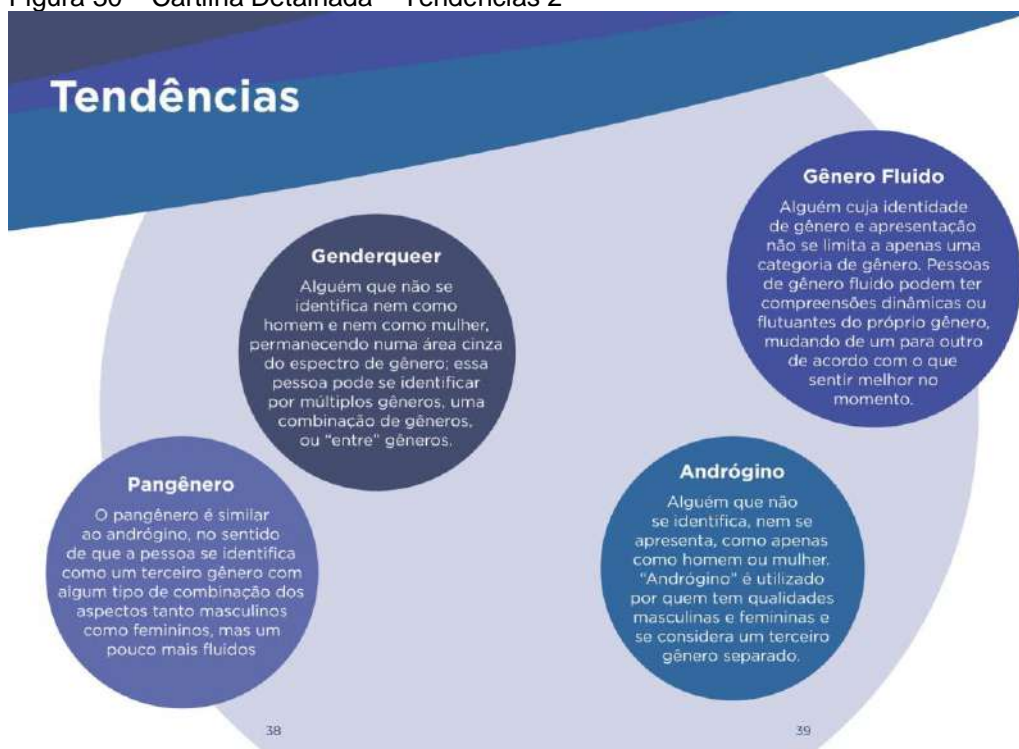 Figura 50 – Cartilha Detalhada – Tendências 2
Tendências
Genderqueer
Alguém que não se
identifica nem como
homem e nem como mulher,
permanecendo numa área cinza
do espectro de gênero; essa
pessoa pode se identificar
por múltiplos gêneros, uma
combinação de gêneros,
ou “entre” gêneros.
Pangênero
O pangênero é similar
ao andrógino, no sentido
de que a pessoa se identifica
como um terceiro gênero com
algum tipo de combinação dos
aspectos tanto masculinos
como femininos, mas um
pouco mais fluidos
38
Gênero Fluido
Alguém cuja identidade
de gênero e apresentação
não se limita a apenas uma
categoria de gênero. Pessoas
de gênero fluido podem ter
compreensões dinâmicas ou
flutuantes do próprio gênero,
mudando de um para outro
de acordo com o que
sentir melhor no
momento.
Andrógino
Alguém que não
se identifica, nem se
apresenta, como apenas
como homem ou mulher.
“Andrógino” é utilizado
por quem tem qualidades
masculinas e femininas e
se considera um terceiro
gênero separado.
39